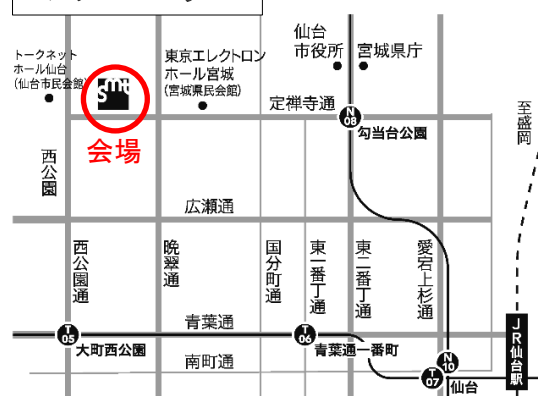 仙台
市役所
宮城県庁
トークネット
ホール仙台
(仙台市民会館)
smt
東京エレクトロン
ホール宮城
(宮城県民会館)
定禅寺通
N
08
勾当台公園
至盛岡
会場
西公園
広瀬通
西公園通
晩翠通
国分町通
東一番丁通
東二番丁通
愛宕上杉通
青葉通
T
05
大町西公園
T
06
青葉通一番町
南町通
N
10
T
07
仙台
JR仙台駅